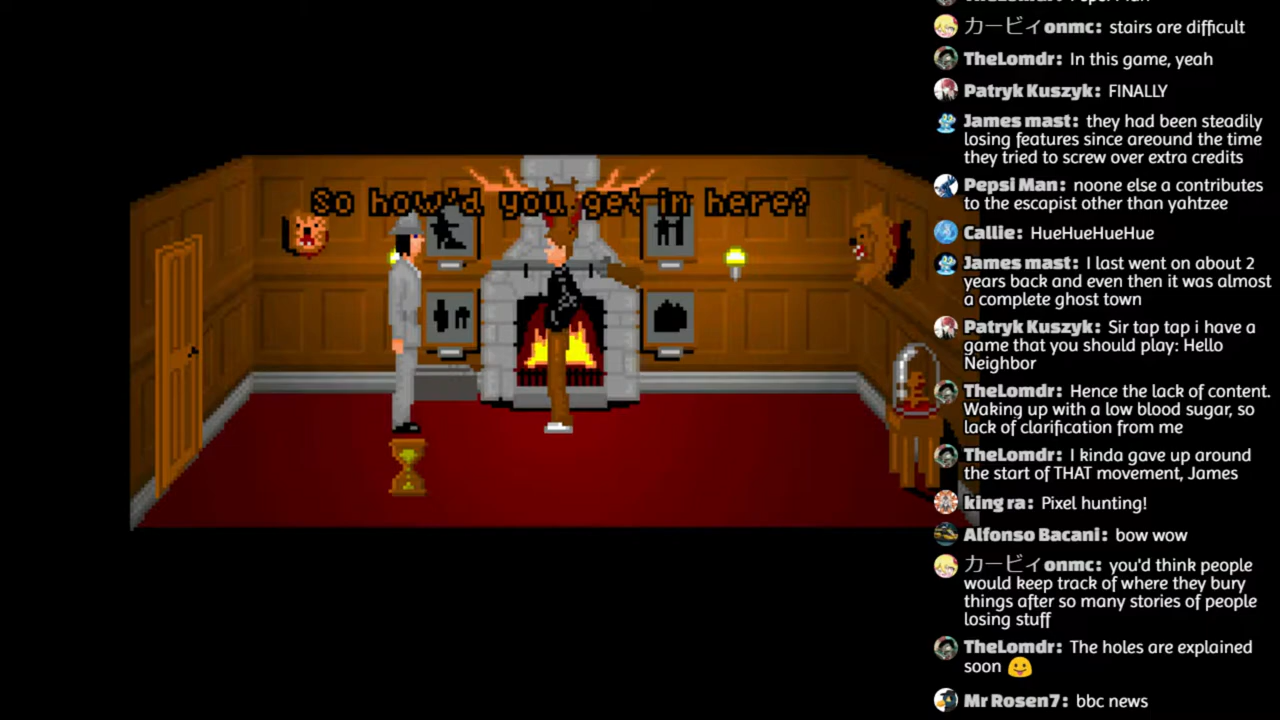 So how'd you get in here?
カービィonmc: stairs are difficult
TheLomdr: In this game, yeah
Patryk Kuszyk: FINALLY
James mast: they had been steadily
losing features since areound the time
they tried to screw over extra credits
Pepsi Man: noone else a contributes
to the escapist other than yahtzee
Callie: HueHueHueHue
James mast: I last went on about 2
years back and even then it was almost
a complete ghost town
Patryk Kuszyk: Sir tap tap i have a
game that you should play: Hello
Neighbor
TheLomdr: Hence the lack of content.
Waking up with a low blood sugar, so
lack of clarification from me
TheLomdr: I kinda gave up around
the start of THAT movement, James
king ra: Pixel hunting!
Alfonso Bacani: bow wow
カービィonmc: you'd think people
would keep track of where they bury
things after so many stories of people
losing stuff
TheLomdr: The holes are explained
soon
Mr Rosen7: bbc news